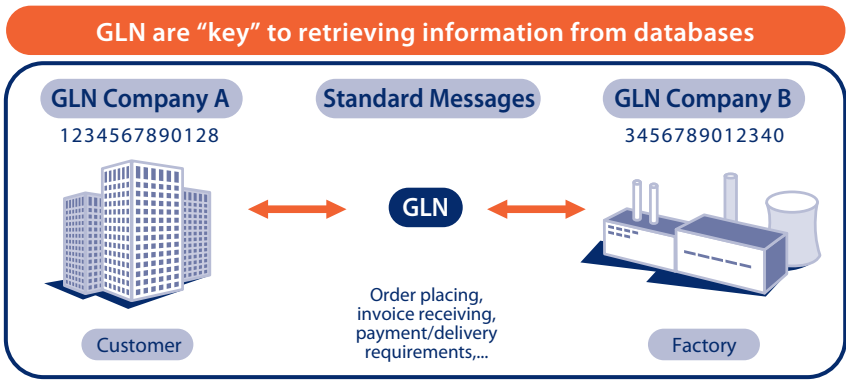 GLN are “key” to retrieving information from databases
GLN Company A
Standard Messages
GLN Company B
1234567890128
3456789012340
GLN
Order placing,
invoice receiving,
payment/delivery
requirements,...
Customer
Factory